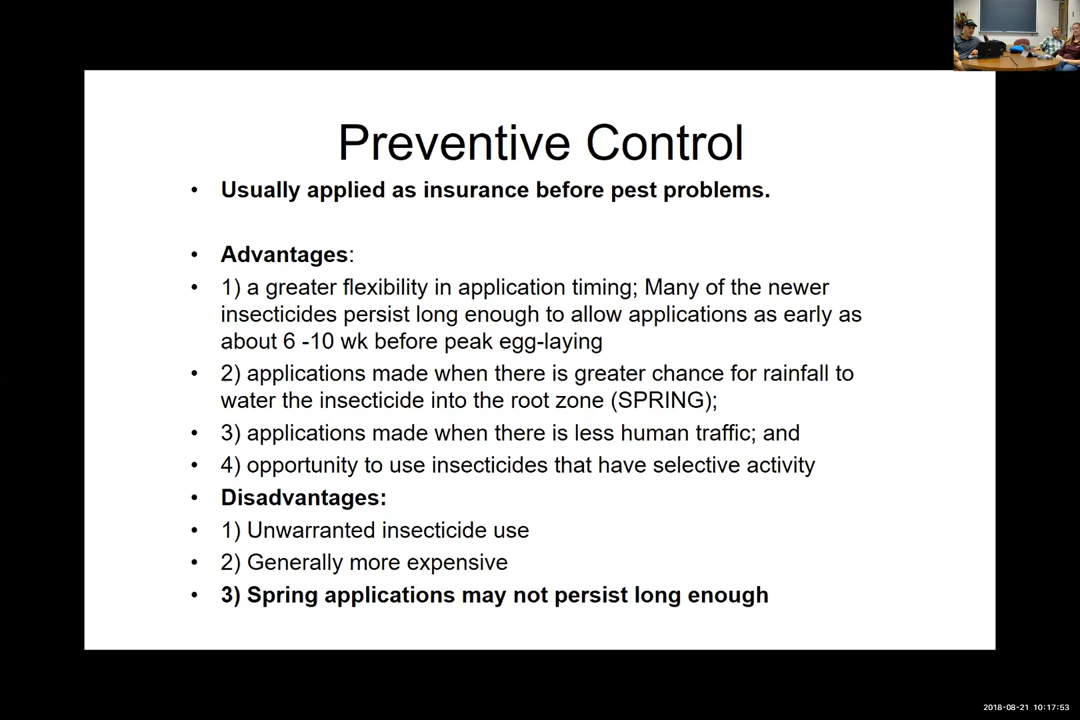 Preventive Control
• Usually applied as insurance before pest problems.
• Advantages:
• 1) a greater flexibility in application timing; Many of the newer
insecticides persist long enough to allow applications as early as
about 6 -10 wk before peak egg-laying
• 2) applications made when there is greater chance for rainfall to
water the insecticide into the root zone (SPRING);
• 3) applications made when there is less human traffic; and
• 4) opportunity to use insecticides that have selective activity
• Disadvantages:
• 1) Unwarranted insecticide use
• 2) Generally more expensive
• 3) Spring applications may not persist long enough
2018-08-21 10:17:53